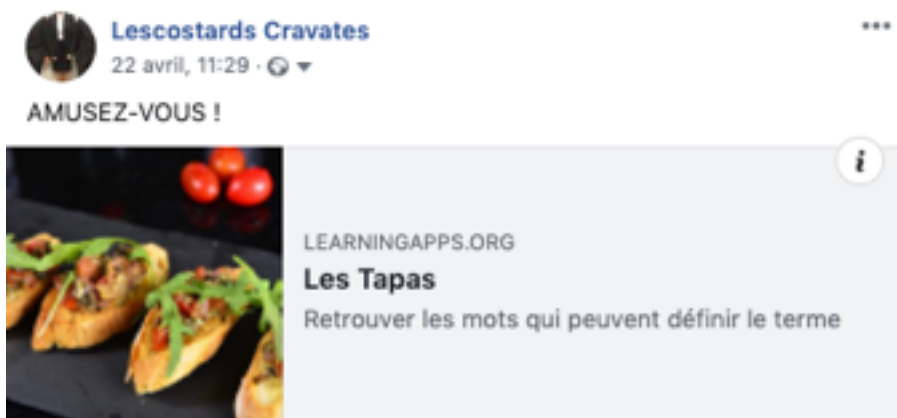 Lescostards Cravates
22 avril, 11:29 ·
AMUSEZ-VOUS !
i
LEARNINGAPPS.ORG
Les Tapas
Retrouver les mots qui peuvent définir le terme